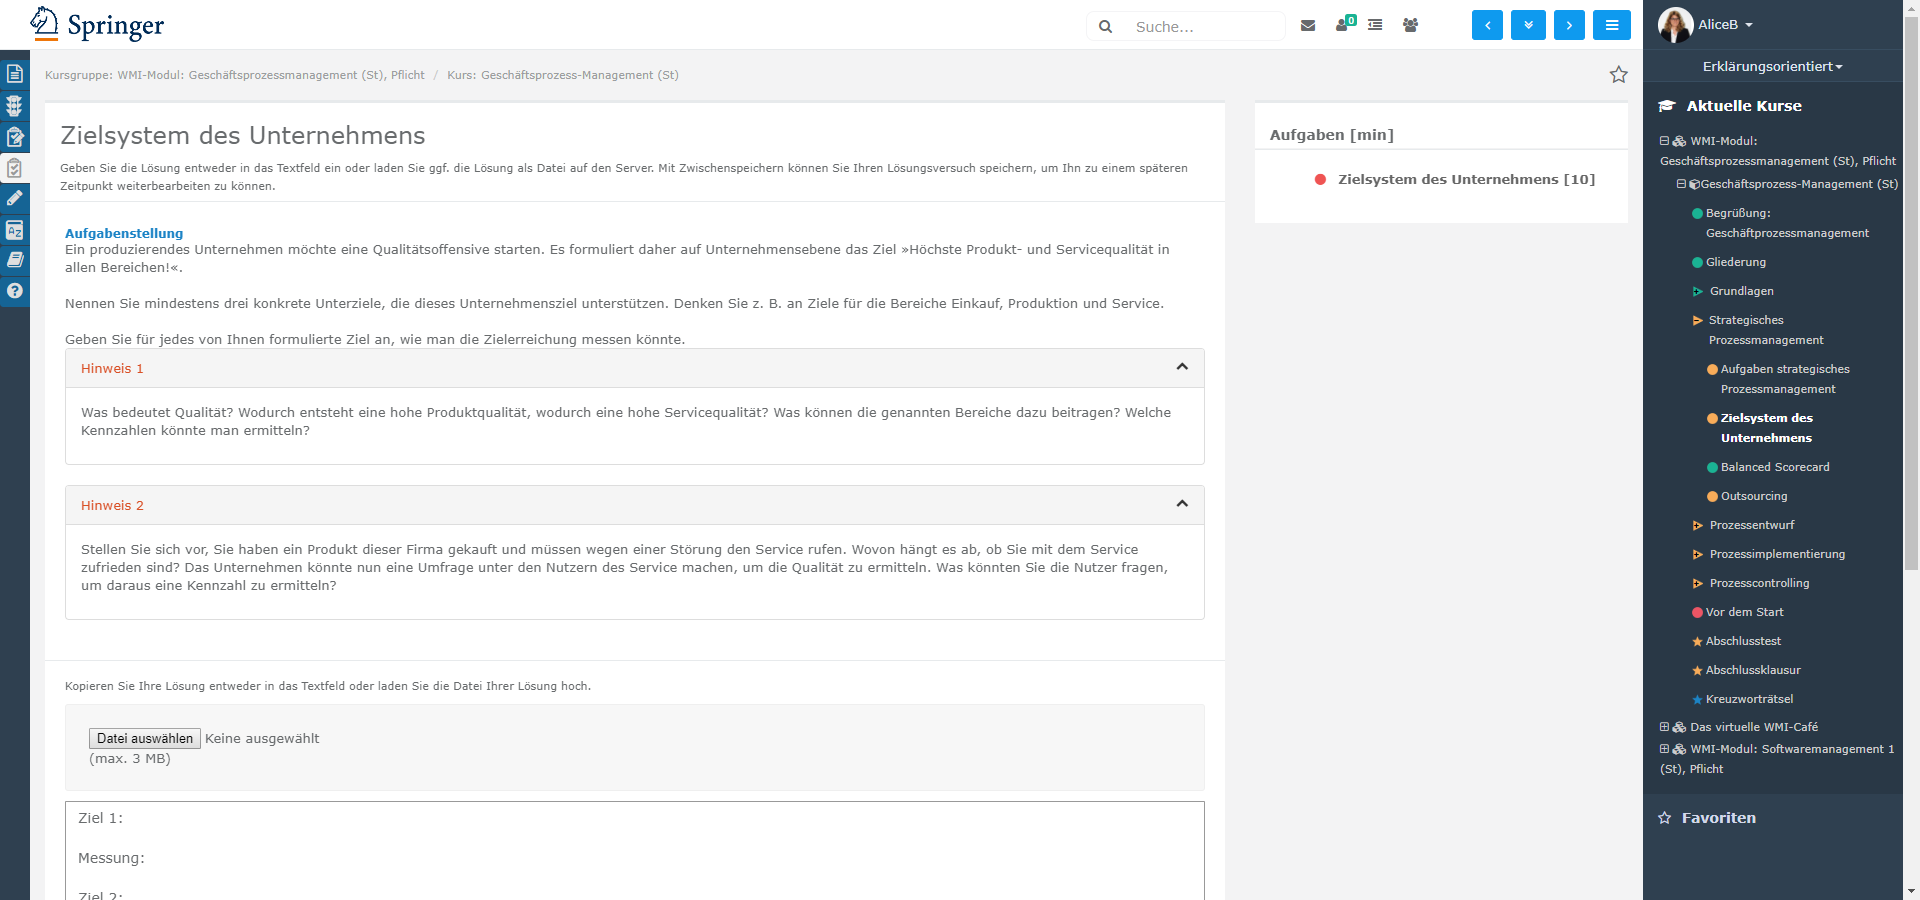 Springer
Suche...
0
AliceB
Erklärungsorientiert
Kursgruppe: WMI-Modul: Geschäftsprozessmanagement (St), Pflicht / Kurs: Geschäftsprozess-Management (St)
Zielsystem des Unternehmens
Geben Sie die Lösung entweder in das Textfeld ein oder laden Sie ggf. die Lösung als Datei auf den Server. Mit Zwischenspeichern können Sie Ihren Lösungsversuch speichern, um Ihn zu einem späteren
Zeitpunkt weiterbearbeiten zu können.
Aufgabenstellung
Ein produzierendes Unternehmen möchte eine Qualitätsoffensive starten. Es formuliert daher auf Unternehmensebene das Ziel »Höchste Produkt- und Servicequalität in
allen Bereichen!«.
Nennen Sie mindestens drei konkrete Unterziele, die dieses Unternehmensziel unterstützen. Denken Sie z. B. an Ziele für die Bereiche Einkauf, Produktion und Service.
Geben Sie für jedes von Ihnen formulierte Ziel an, wie man die Zielerreichung messen könnte.
Hinweis 1
Was bedeutet Qualität? Wodurch entsteht eine hohe Produktqualität, wodurch eine hohe Servicequalität? Was können die genannten Bereiche dazu beitragen? Welche
Kennzahlen könnte man ermitteln?
Hinweis 2
Stellen Sie sich vor, Sie haben ein Produkt dieser Firma gekauft und müssen wegen einer Störung den Service rufen. Wovon hängt es ab, ob Sie mit dem Service
zufrieden sind? Das Unternehmen könnte nun eine Umfrage unter den Nutzern des Service machen, um die Qualität zu ermitteln. Was könnten Sie die Nutzer fragen,
um daraus eine Kennzahl zu ermitteln?
Kopieren Sie Ihre Lösung entweder in das Textfeld oder laden Sie die Datei Ihrer Lösung hoch.
Datei auswählen Keine ausgewählt
(max. 3 MB)
Ziel 1:
Messung:
Ziel 2:
Aufgaben [min]
Zielsystem des Unternehmens [10]
Aktuelle Kurse
WMI-Modul:
Geschäftsprozessmanagement (St), Pflicht
Geschäftsprozess-Management (St)
Begrüßung:
Geschäftprozessmanagement
Gliederung
Grundlagen
Strategisches
Prozessmanagement
Aufgaben strategisches
Prozessmanagement
Zielsystem des
Unternehmens
Balanced Scorecard
Outsourcing
Prozessentwurf
Prozessimplementierung
Prozesscontrolling
Vor dem Start
Abschlusstest
Abschlussklausur
Kreuzworträtsel
Das virtuelle WMI-Café
WMI-Modul: Softwaremanagement 1
(St), Pflicht
Favoriten